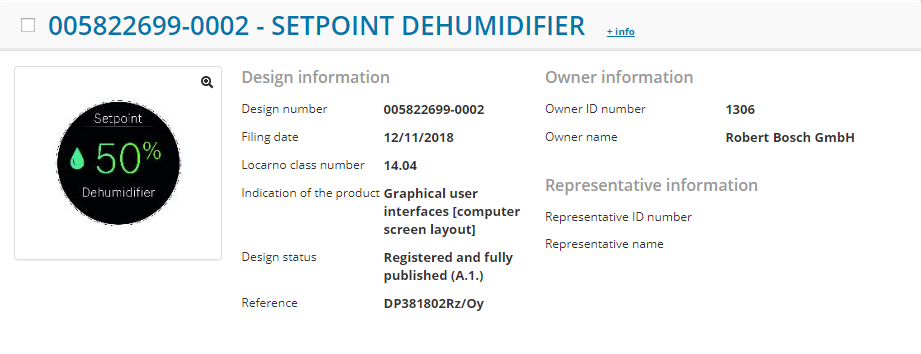 005822699-0002 - SETPOINT DEHUMIDIFIER + info
Setpoint
50%
Dehumidifier
Design information
Design number 005822699-0002
Filing date 12/11/2018
Locarno class number 14.04
Indication of the product Graphical user
interfaces [computer
screen layout]
Design status Registered and fully
published (A.1.)
Reference DP381802Rz/Oy
Owner information
Owner ID number 1306
Owner name Robert Bosch GmbH
Representative information
Representative ID number
Representative name